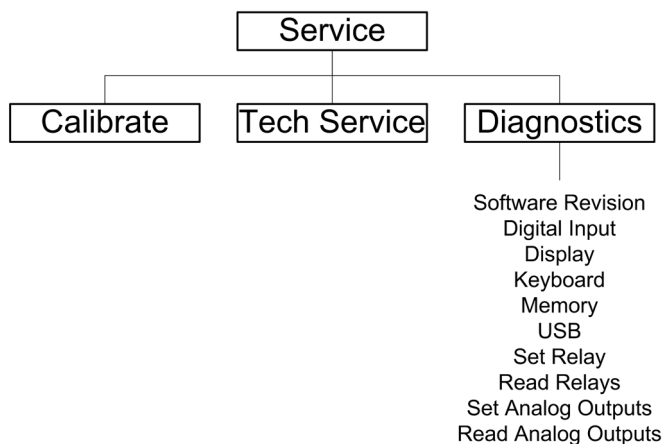 Service
Calibrate
Tech Service
Diagnostics
Software Revision
Digital Input
Display
Keyboard
Memory
USB
Set Relay
Read Relays
Set Analog Outputs
Read Analog Outputs